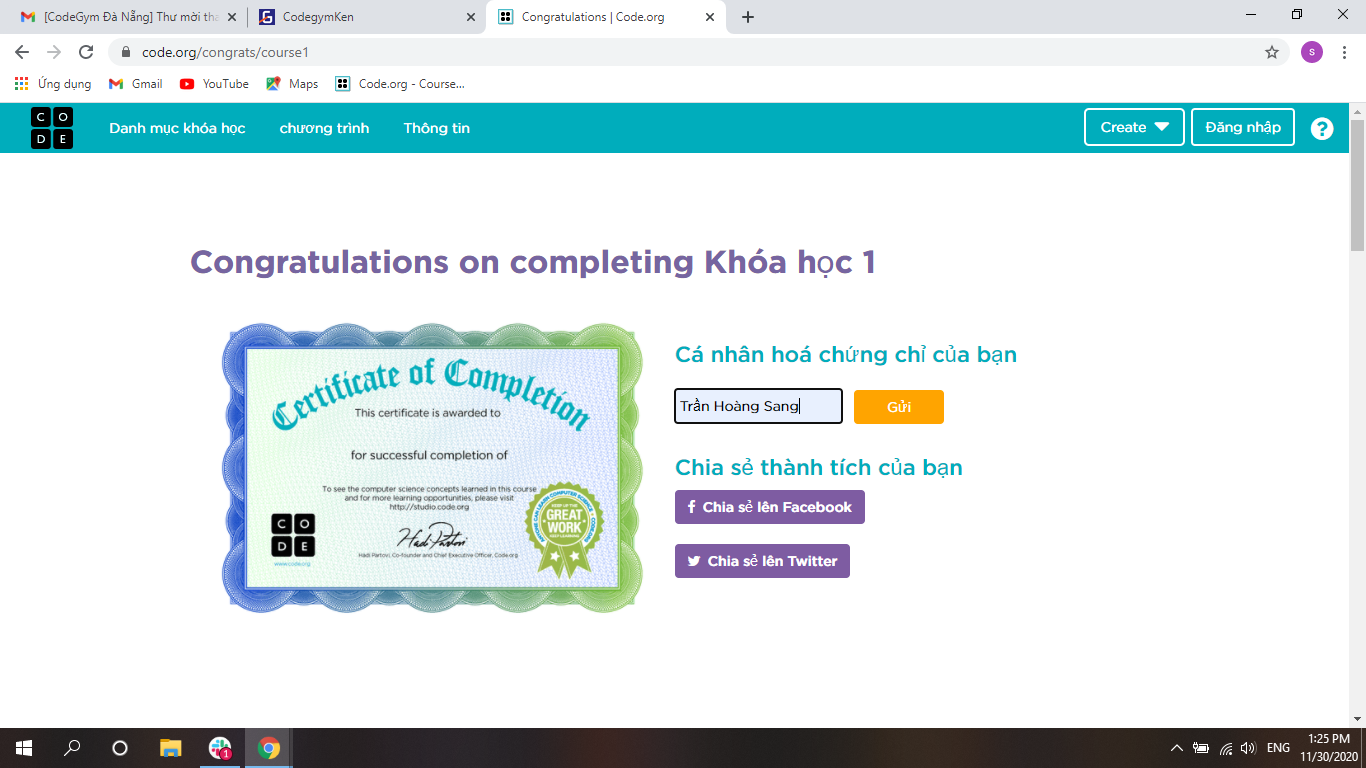 [CodeGym Đà Nẵng] Thư mời tha
CodegymKen
Congratulations | Code.org
code.org/congrats/course1
s
Ứng dụng
Gmail
YouTube
Maps
Code.org - Course...
C O
D E
Danh mục khóa học
chương trình
Thông tin
Create
Đăng nhập
?
Congratulations on completing Khóa học 1
Certificate of Completion
This certificate is awarded to
for successful completion of
To see the computer science concepts learned in this course
and for more learning opportunities, please visit
http://studio.code.org
C O
D E
www.code.org
Hadi Partovi
Hadi Partovi, Co-founder and Chief Executive Officer, Code.org
KEEP UP THE
GREAT
WORK
KEEP LEARNING
ANYONE CAN LEARN COMPUTER SCIENCE - CODE.ORG
Cá nhân hoá chứng chỉ của bạn
Trần Hoàng Sang
Gửi
Chia sẻ thành tích của bạn
f Chia sẻ lên Facebook
Chia sẻ lên Twitter
1
ENG
1:25 PM
11/30/2020